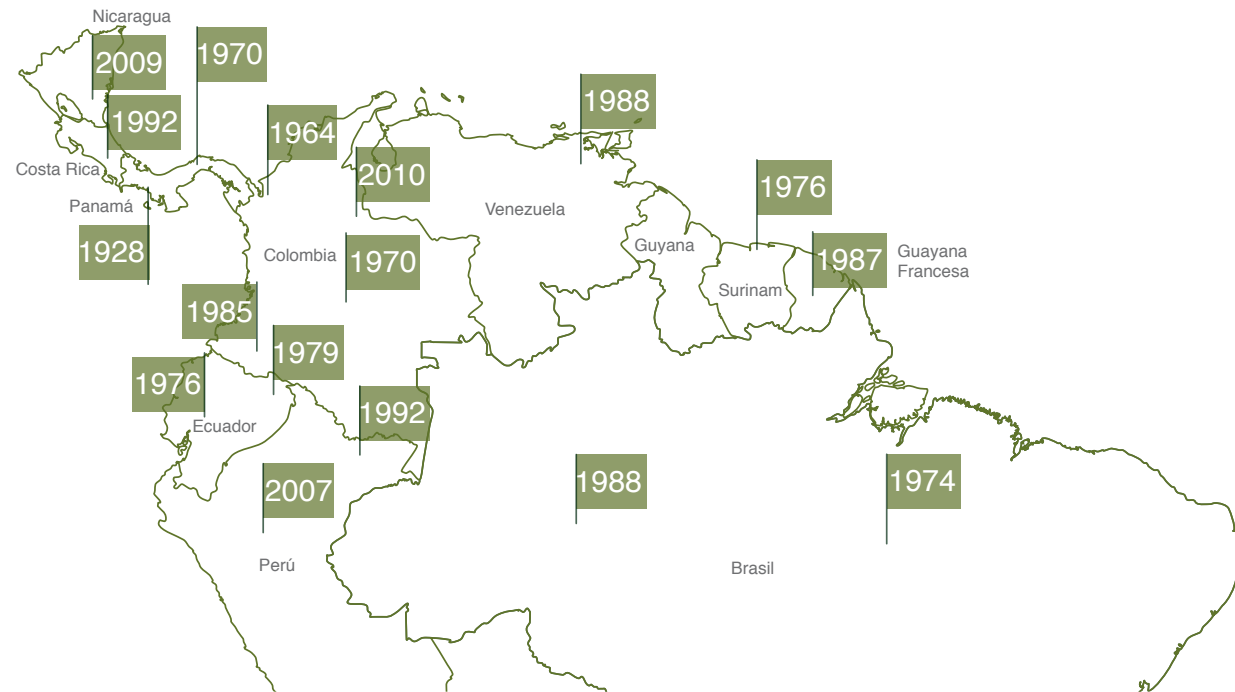 Nicaragua
2009
1970
1992
1988
1964
Costa Rica
2010
1976
Panamá
Venezuela
1928
Colombia
1970
Guyana
1987
Guayana
Francesa
Surinam
1985
1979
1976
1992
Ecuador
2007
1988
1974
Perú
Brasil